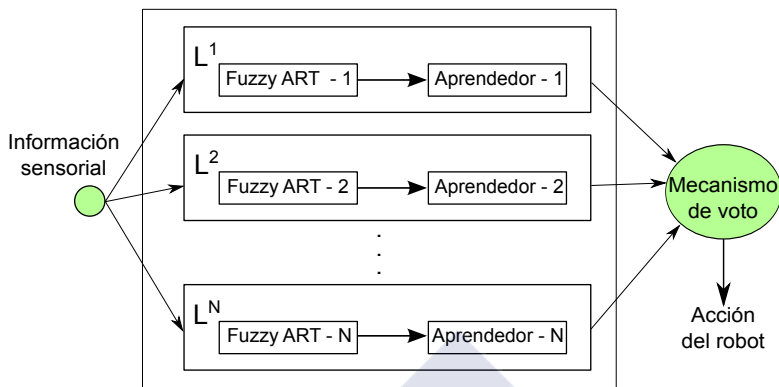 Información
sensorial
L¹
Fuzzy ART - 1
Aprendedor - 1
L²
Fuzzy ART - 2
Aprendedor - 2
.
.
.
Lᴺ
Fuzzy ART - N
Aprendedor - N
Mecanismo
de voto
Acción
del robot